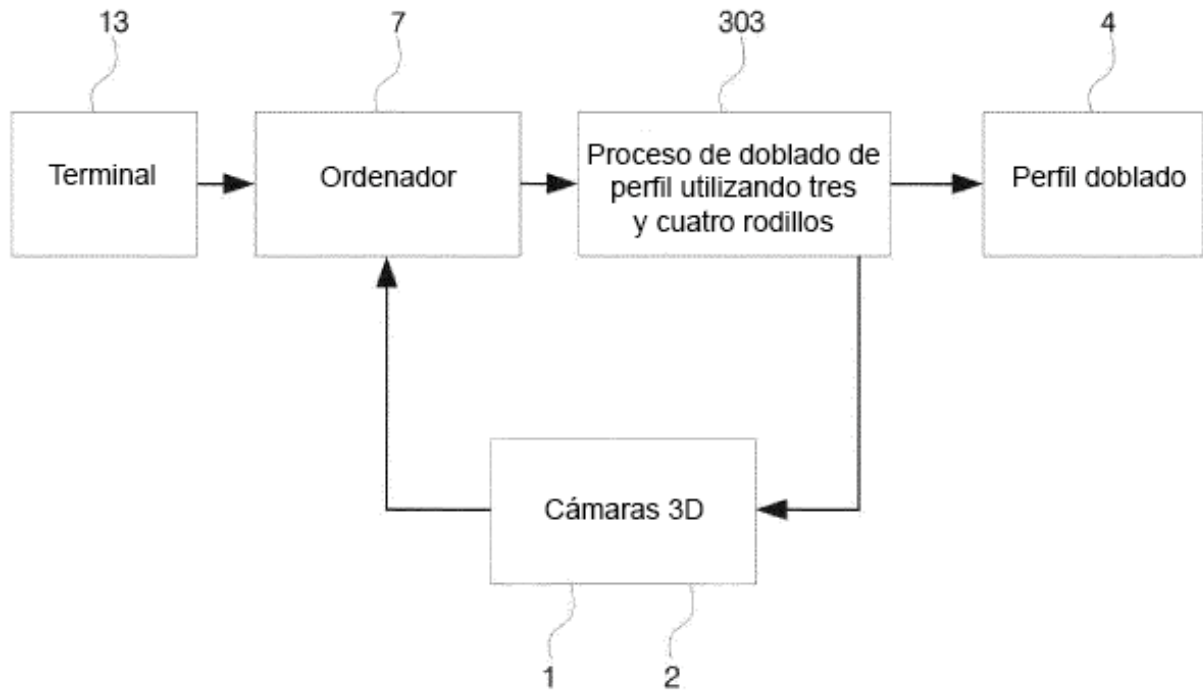 13
7
303
4
Terminal
Ordenador
Proceso de doblado de
perfil utilizando tres
y cuatro rodillos
Perfil doblado
Cámaras 3D
1
2